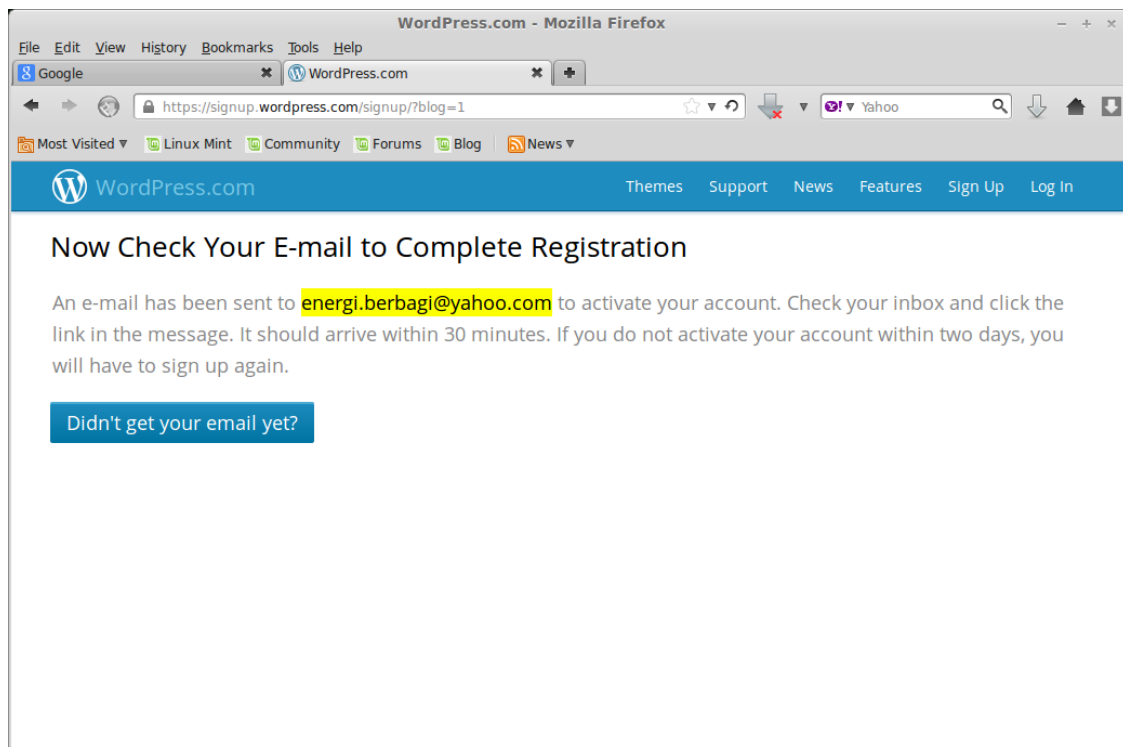 WordPress.com - Mozilla Firefox
File Edit View History Bookmarks Tools Help
Google WordPress.com
https://signup.wordpress.com/signup/?blog=1 Yahoo
Most Visited Linux Mint Community Forums Blog News
WordPress.com Themes Support News Features Sign Up Log In
Now Check Your E-mail to Complete Registration
An e-mail has been sent to energi.berbagi@yahoo.com to activate your account. Check your inbox and click the
link in the message. It should arrive within 30 minutes. If you do not activate your account within two days, you
will have to sign up again.
Didn't get your email yet?